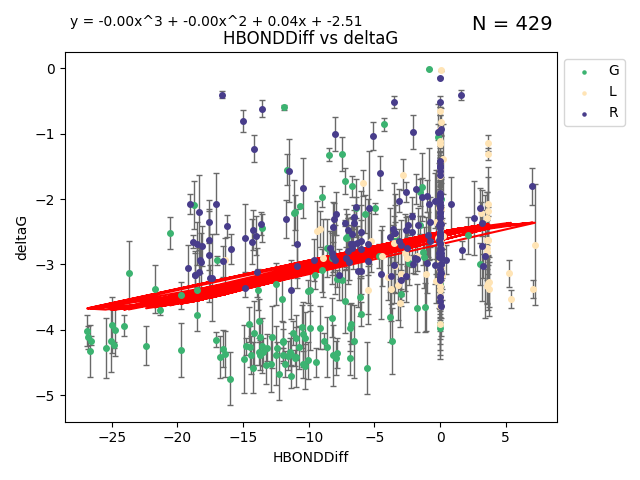 y = -0.00x^3 + -0.00x^2 + 0.04x + -2.51
N = 429
HBONDDiff vs deltaG
G
L
R
0
−1
−2
−3
−4
−5
deltaG
−25 −20 −15 −10 −5 0 5
HBONDDiff